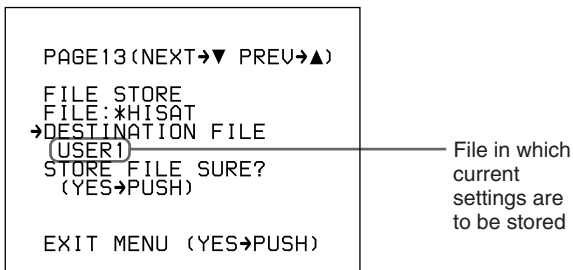 PAGE13(NEXT→▼ PREV→▲)
FILE STORE
FILE:*HISAT
→DESTINATION FILE
USER1
STORE FILE SURE?
(YES→PUSH)
EXIT MENU (YES→PUSH)
File in which
current
settings are
to be stored